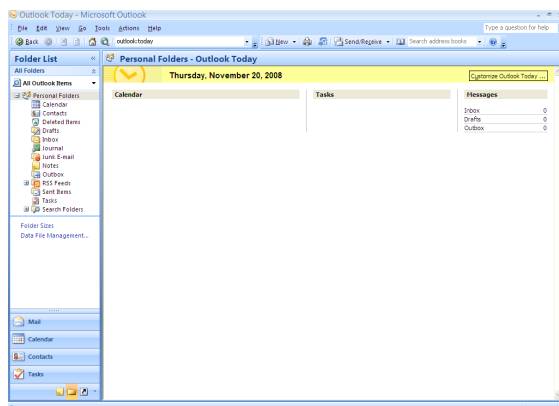 Outlook Today - Microsoft Outlook
File Edit View Go Tools Actions Help
Type a question for help
Back
outlook:today
New
Send/Receive
Search address books
Folder List
Personal Folders - Outlook Today
All Folders
All Outlook Items
Thursday, November 20, 2008
Customize Outlook Today ...
Personal Folders
Calendar
Contacts
Deleted Items
Drafts
Inbox
Journal
Junk E-mail
Notes
Outbox
RSS Feeds
Sent Items
Tasks
Search Folders
Calendar
Tasks
Messages
Inbox 0
Drafts 0
Outbox 0
Folder Sizes
Data File Management...
Mail
Calendar
Contacts
Tasks